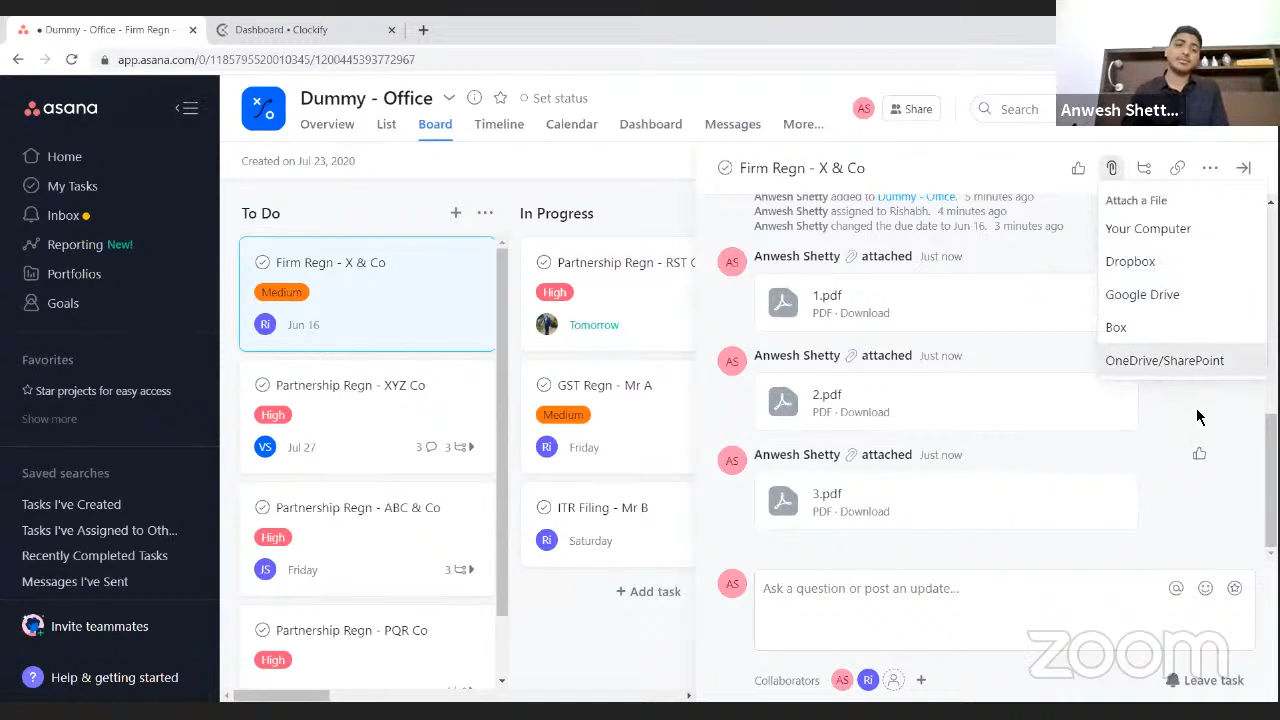 Dummy - Office - Firm Regn -
Dashboard • Clockify
app.asana.com/0/1185795520010345/1200445393772967
Anwesh Shett...
asana
Home
My Tasks
Inbox
Reporting New!
Portfolios
Goals
Favorites
Star projects for easy access
Show more
Saved searches
Tasks I've Created
Tasks I've Assigned to Oth...
Recently Completed Tasks
Messages I've Sent
Invite teammates
? Help & getting started
Dummy - Office
Set status
Overview List Board Timeline Calendar Dashboard Messages More...
AS Share Search
Created on Jul 23, 2020
To Do
Firm Regn - X & Co
Medium
Ri Jun 16
Partnership Regn - XYZ Co
High
VS Jul 27 3 3
Partnership Regn - ABC & Co
High
JS Friday 3
Partnership Regn - PQR Co
High
In Progress
Partnership Regn - RST C
High
Tomorrow
GST Regn - Mr A
Medium
Ri Friday
ITR Filing - Mr B
Ri Saturday
+ Add task
Firm Regn - X & Co
Anwesh Shetty added to Dummy - Office. 5 minutes ago
Anwesh Shetty assigned to Rishabh. 4 minutes ago
Anwesh Shetty changed the due date to Jun 16. 3 minutes ago
AS Anwesh Shetty attached Just now
1.pdf
PDF · Download
AS Anwesh Shetty attached Just now
2.pdf
PDF · Download
AS Anwesh Shetty attached Just now
3.pdf
PDF · Download
Attach a File
Your Computer
Dropbox
Google Drive
Box
OneDrive/SharePoint
AS Ask a question or post an update...
zoom
Collaborators AS Ri + Leave task